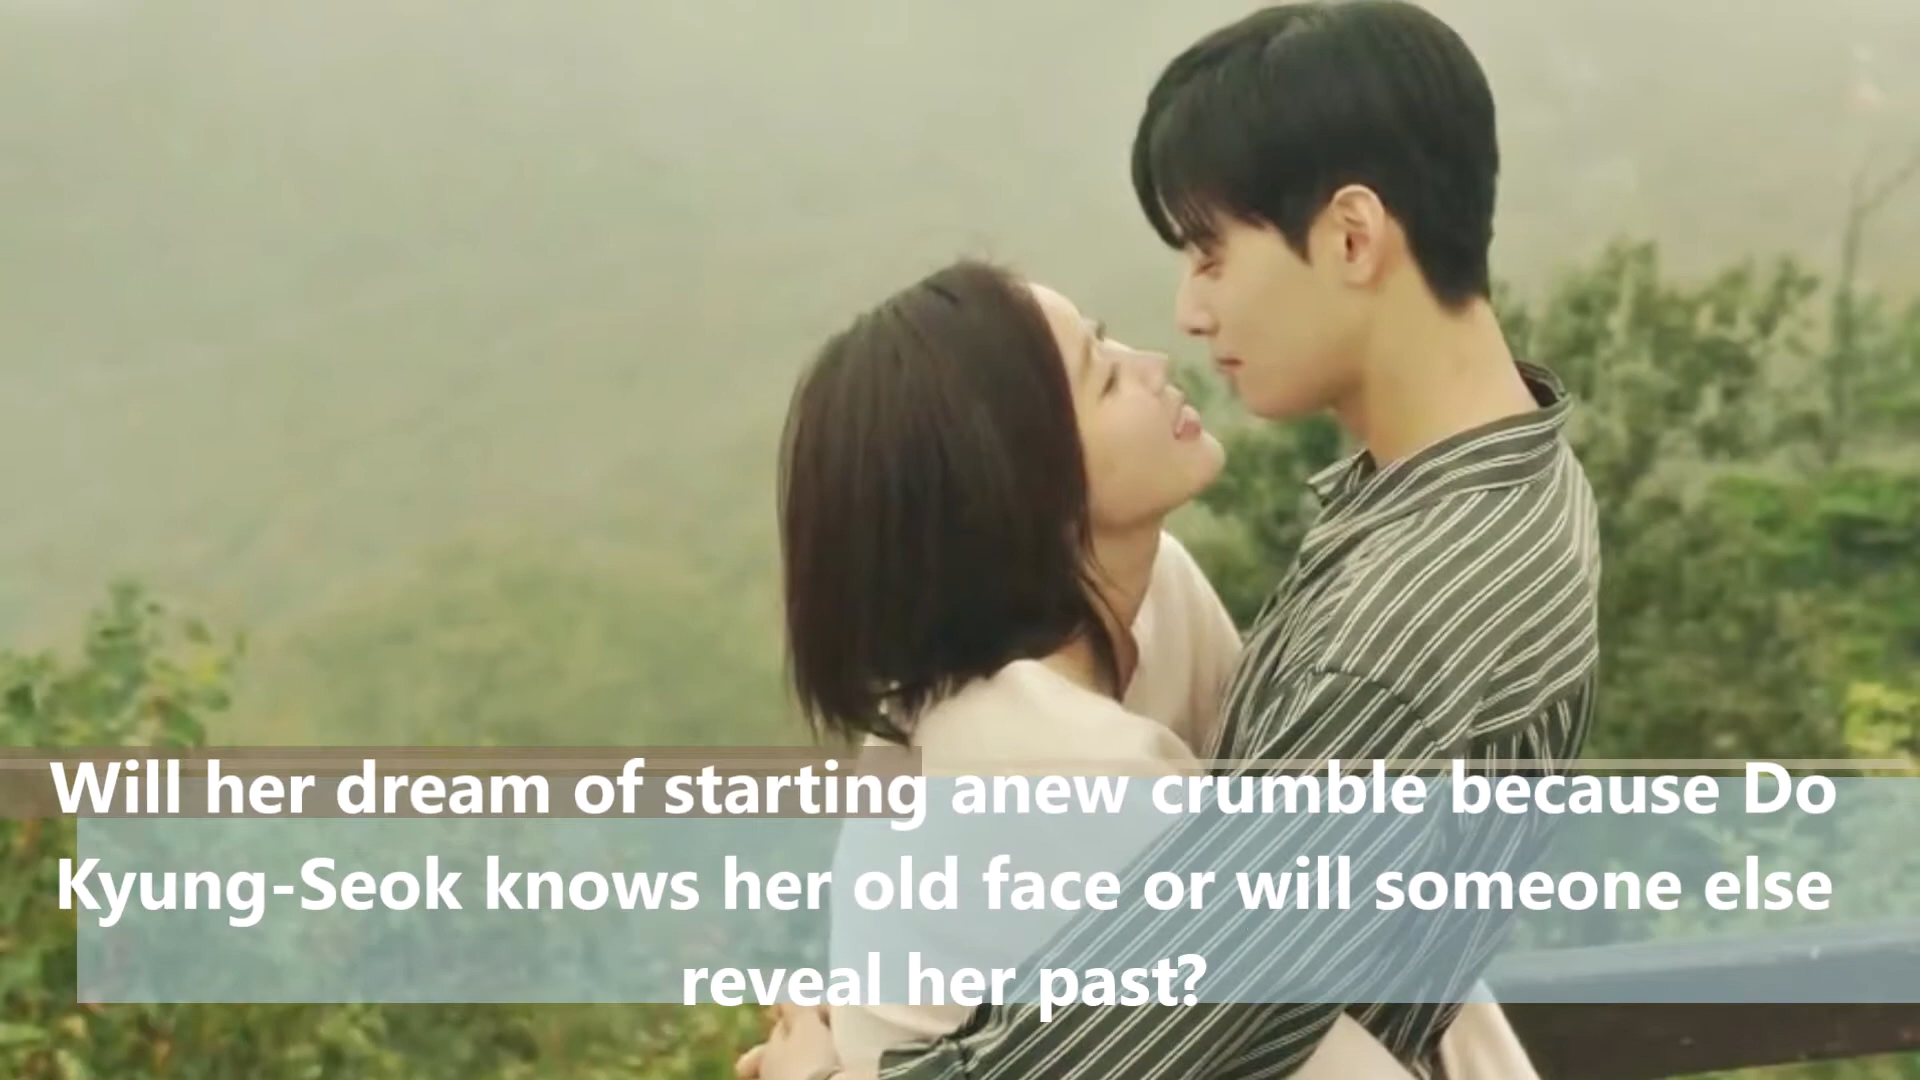 Will her dream of starting anew crumble because Do
Kyung-Seok knows her old face or will someone else
reveal her past?